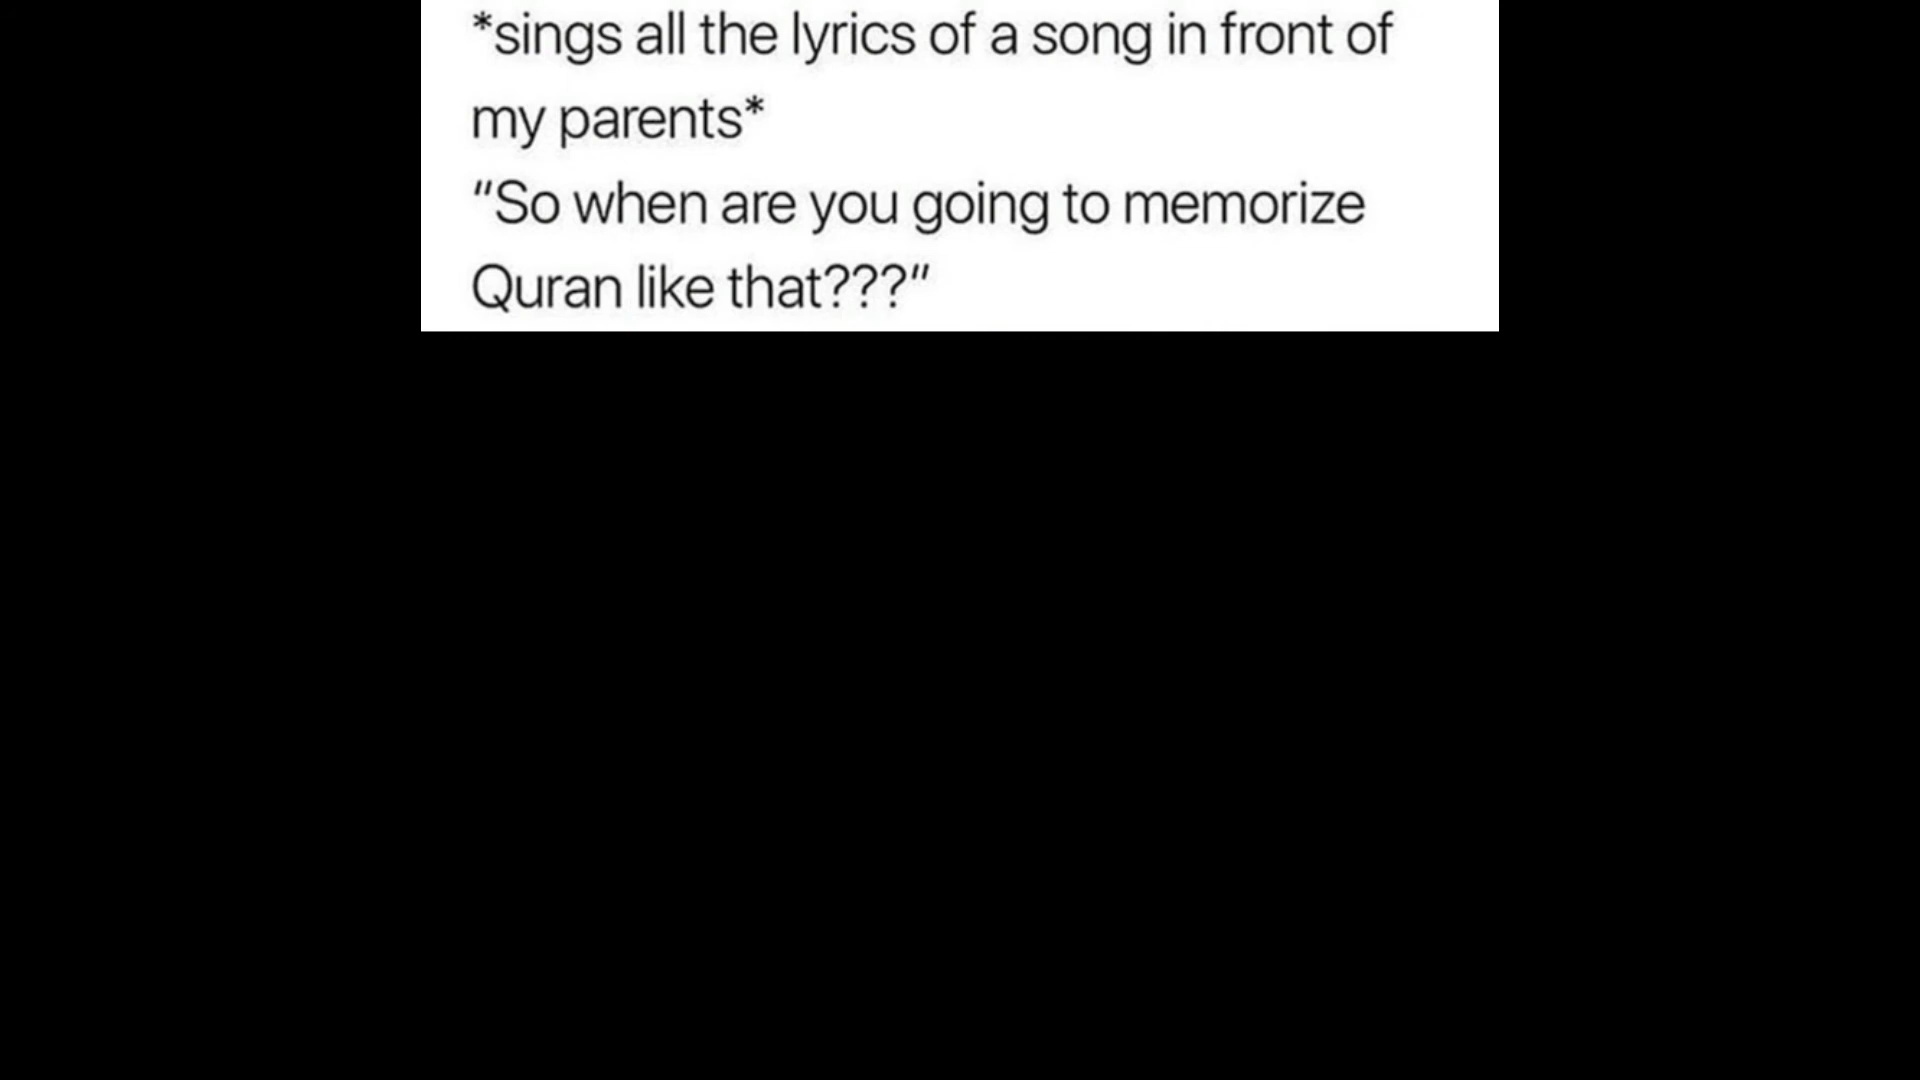 *sings all the lyrics of a song in front of
my parents*
"So when are you going to memorize
Quran like that???"